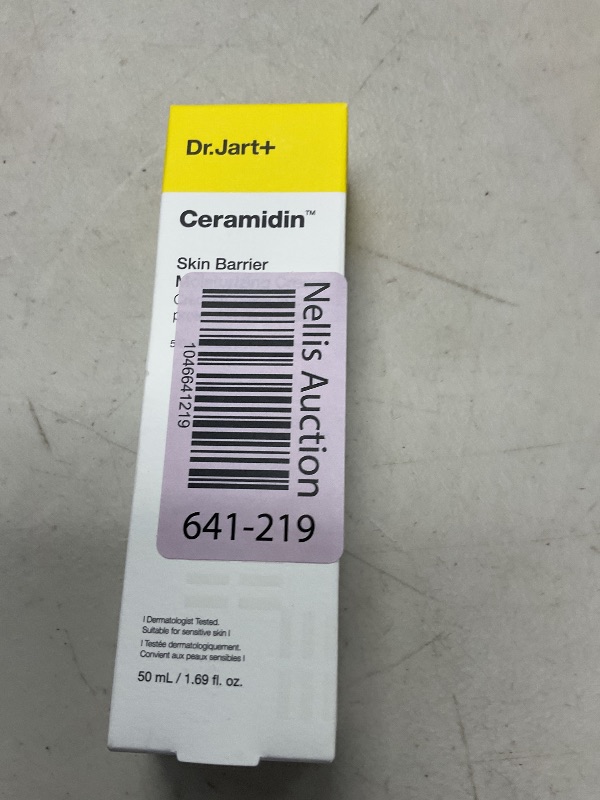 Dr.Jart+
Ceramidin™
Skin Barrier
Nellis Auction
1046641219
641-219
I Dermatologist Tested.
Suitable for sensitive skin I
I Testée dermatologiquement.
Convient aux peaux sensibles I
50 mL / 1.69 fl. oz.